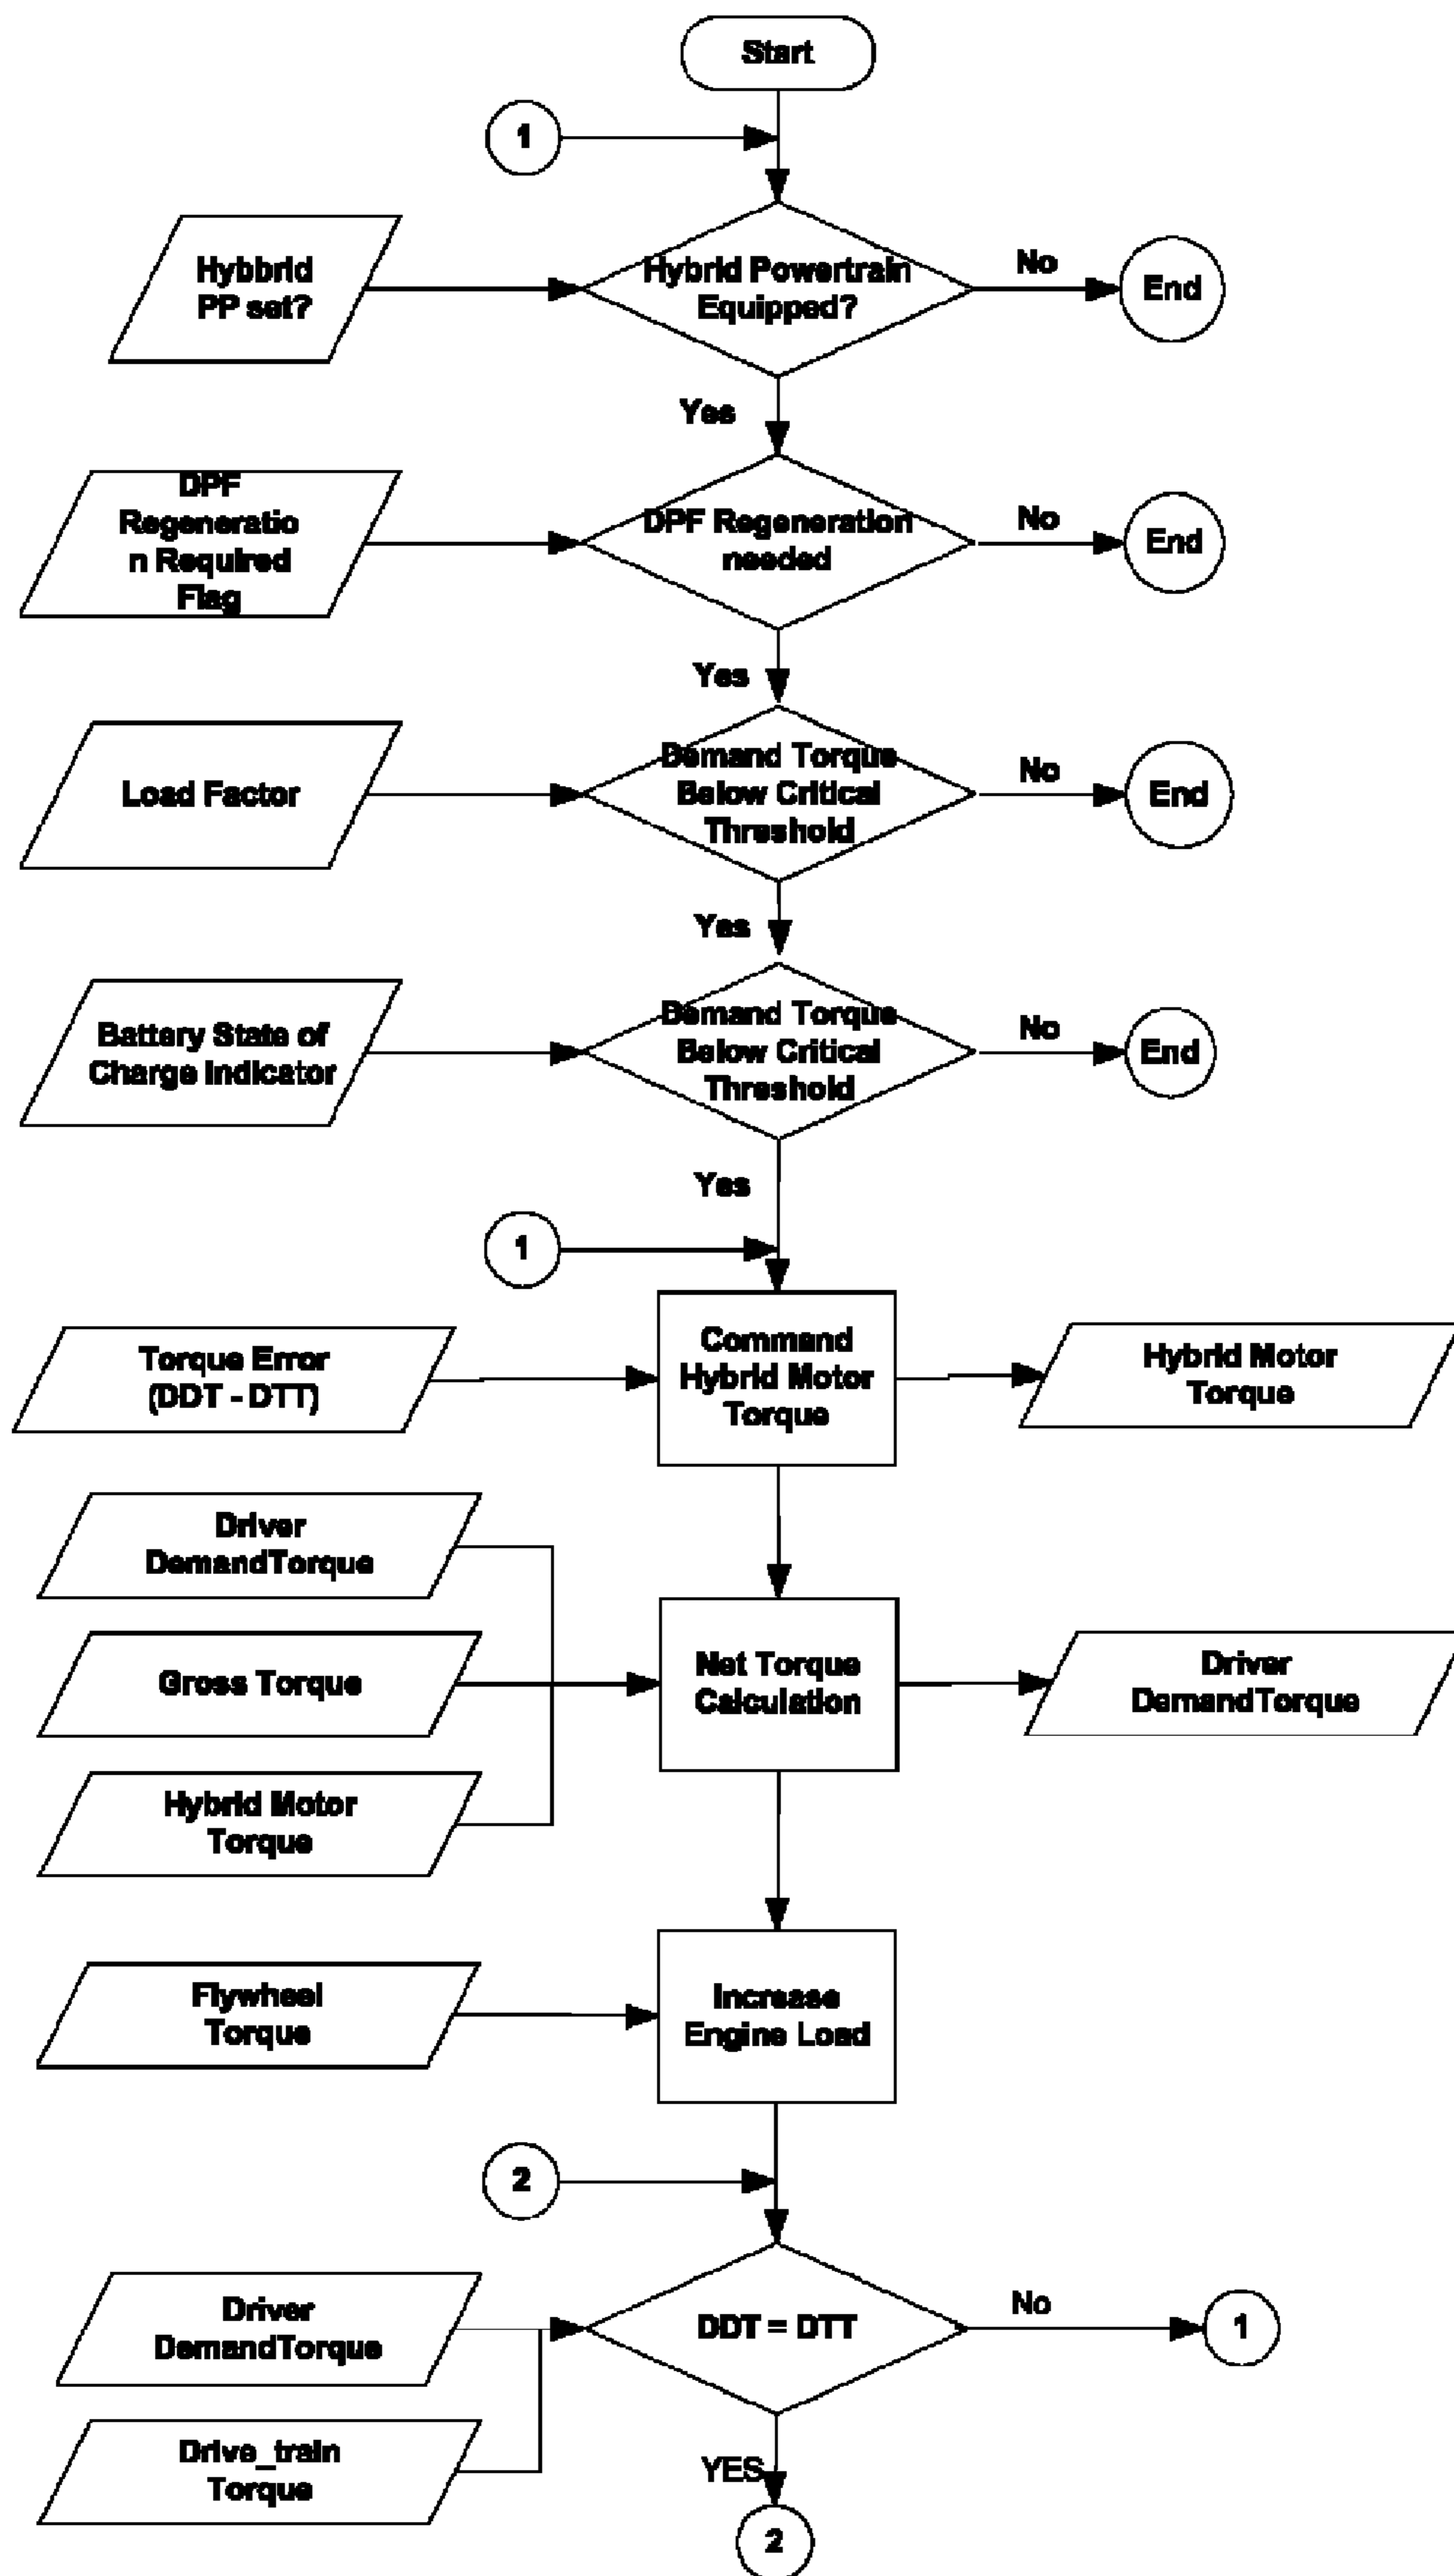 Start
1
Hybbrid
PP set?
Hybrid Powertrain
Equipped?
No
End
Yes
DPF
Regeneratio
n Required
Flag
DPF Regeneration
needed
No
End
Yes
Load Factor
Demand Torque
Below Critical
Threshold
No
End
Yes
Battery State of
Charge Indicator
Demand Torque
Below Critical
Threshold
No
End
Yes
1
Torque Error
(DDT - DTT)
Command
Hybrid Motor
Torque
Hybrid Motor
Torque
Driver
DemandTorque
Gross Torque
Hybrid Motor
Torque
Net Torque
Calculation
Driver
DemandTorque
Flywheel
Torque
Increase
Engine Load
2
Driver
DemandTorque
Drive_train
Torque
DDT = DTT
No
1
YES
2